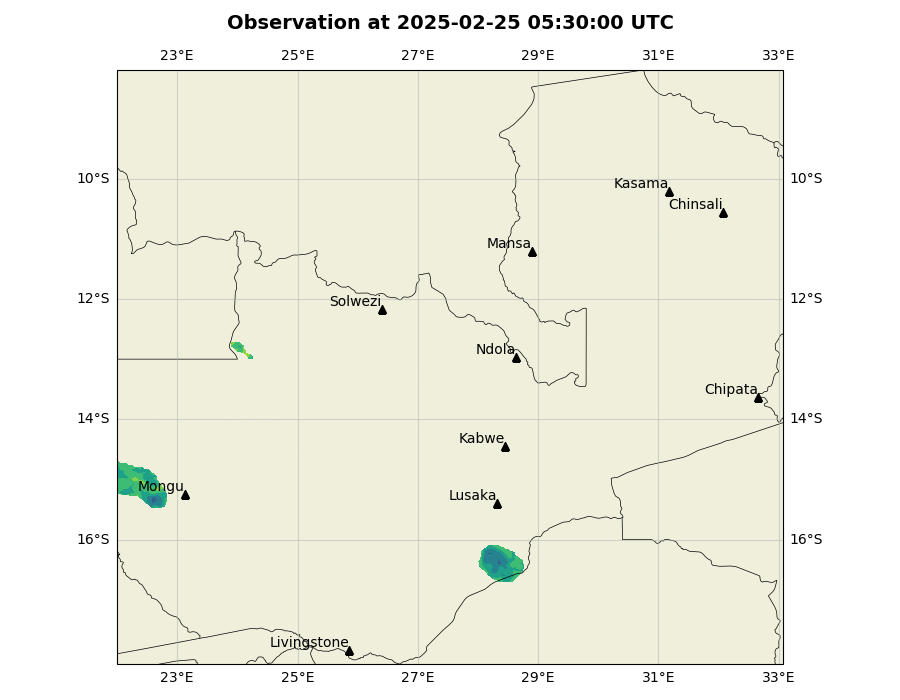 Observation at 2025-02-25 05:30:00 UTC
23°E 25°E 27°E 29°E 31°E 33°E
10°S 10°S
Kasama
Chinsali
Mansa
12°S 12°S
Solwezi
Ndola
Chipata
14°S 14°S
Kabwe
Mongu
Lusaka
16°S 16°S
Livingstone
23°E 25°E 27°E 29°E 31°E 33°E